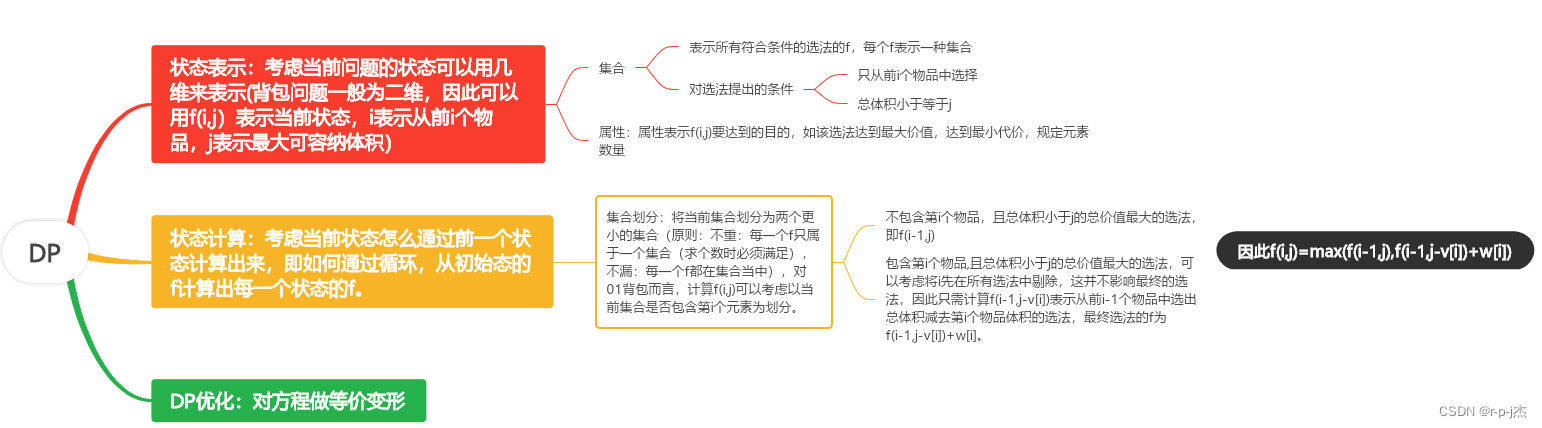 DP
状态表示：考虑当前问题的状态可以用几
维来表示(背包问题一般为二维，因此可以
用f(i,j）表示当前状态，i表示从前i个物
品，j表示最大可容纳体积）
集合
表示所有符合条件的选法的f，每个f表示一种集合
对选法提出的条件
只从前i个物品中选择
总体积小于等于j
属性：属性表示f(i,j)要达到的目的，如该选法达到最大价值，达到最小代价，规定元素
数量
状态计算：考虑当前状态怎么通过前一个状
态计算出来，即如何通过循环，从初始态的
f计算出每一个状态的f。
集合划分：将当前集合划分为两个更
小的集合（原则：不重：每一个f只属
于一个集合（求个数时必须满足），
不漏：每一个f都在集合当中），对
01背包而言，计算f(i,j)可以考虑以当
前集合是否包含第i个元素为划分。
不包含第i个物品，且总体积小于j的总价值最大的选法，
即f(i-1,j)
包含第i个物品,且总体积小于j的总价值最大的选法，可
以考虑将i先在所有选法中剔除，这并不影响最终的选
法，因此只需计算f(i-1,j-v[i])表示从前i-1个物品中选出
总体积减去第i个物品体积的选法，最终选法的f为
f(i-1,j-v[i])+w[i]。
因此f(i,j)=max(f(i-1,j),f(i-1,j-v[i])+w[i])
DP优化：对方程做等价变形
CSDN @r-p-j杰